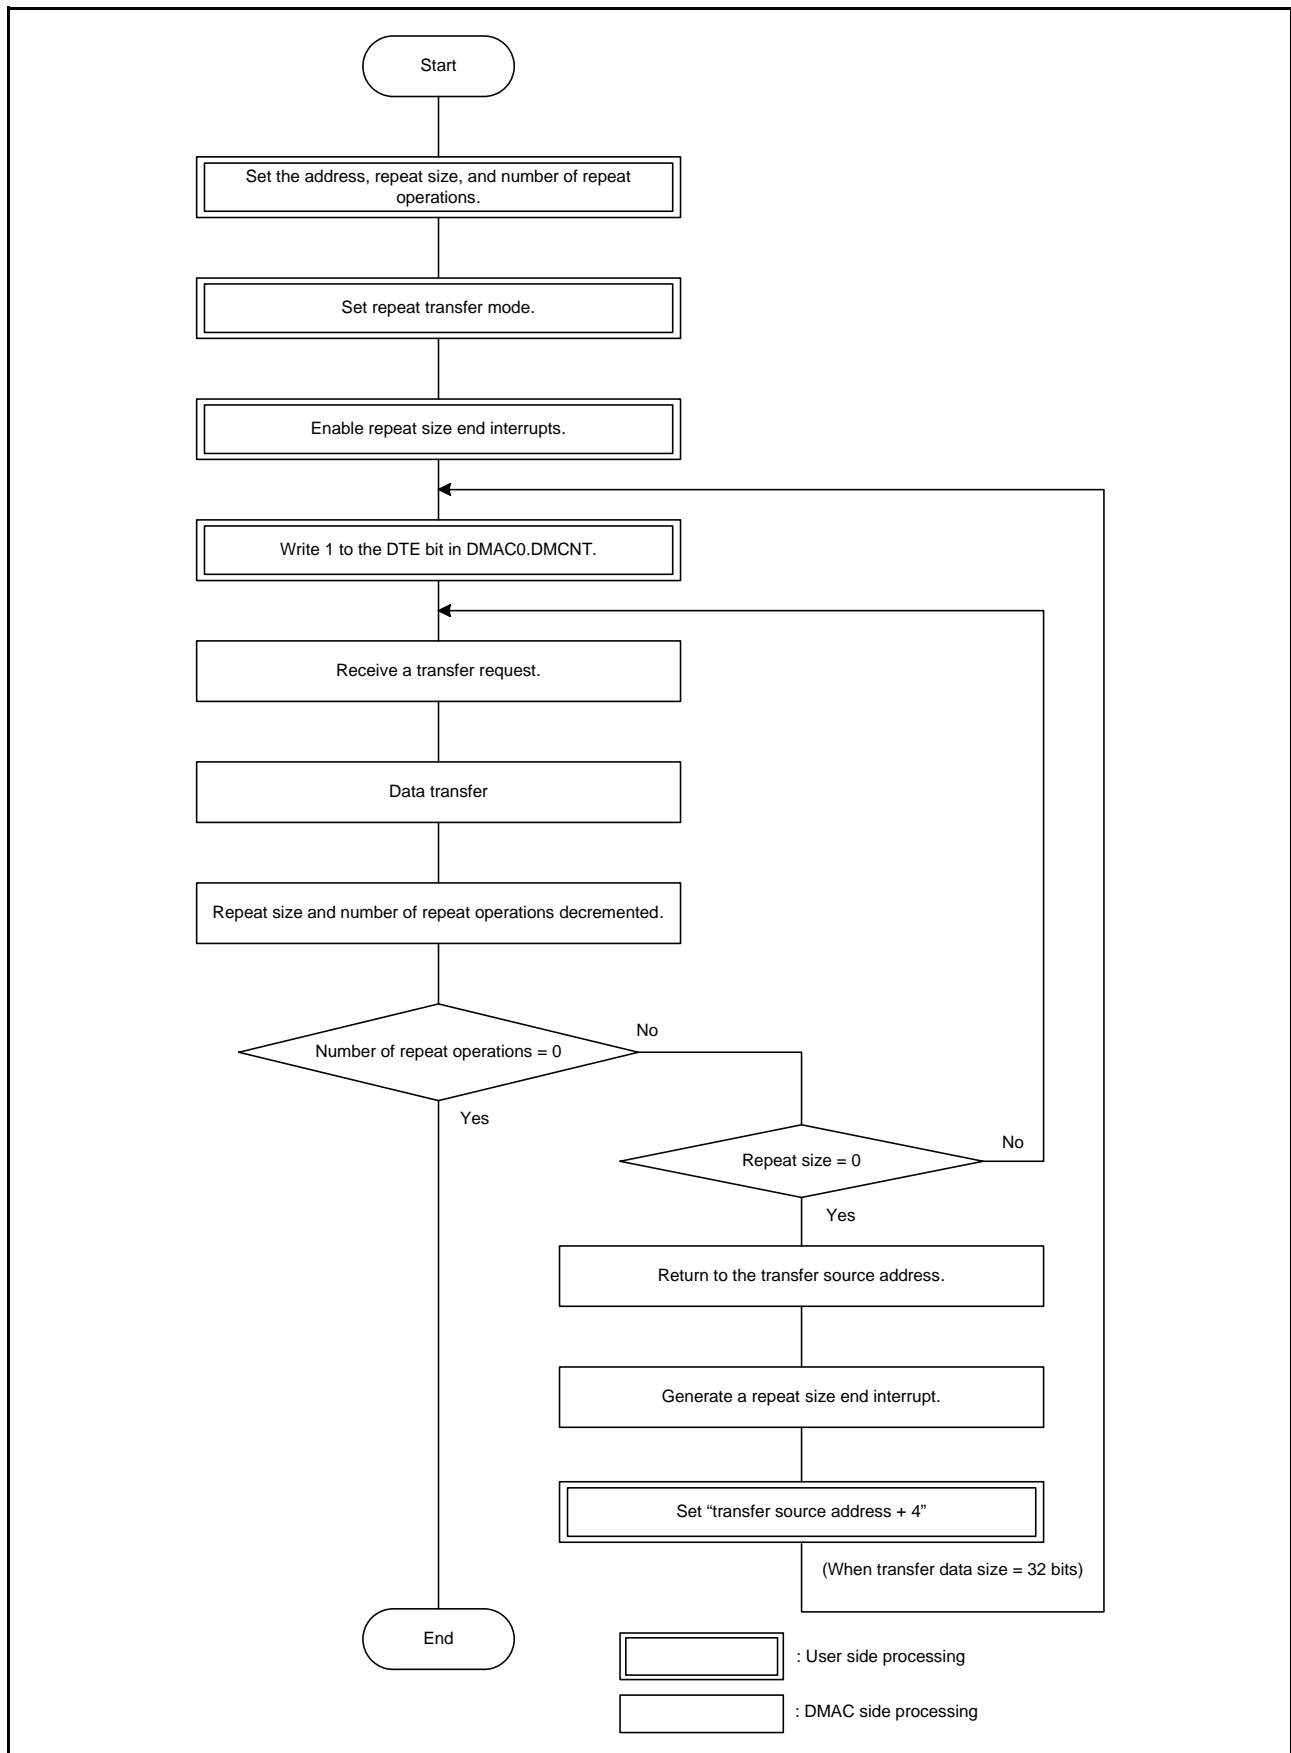 Start
Set the address, repeat size, and number of repeat
operations.
Set repeat transfer mode.
Enable repeat size end interrupts.
Write 1 to the DTE bit in DMAC0.DMCNT.
Receive a transfer request.
Data transfer
Repeat size and number of repeat operations decremented.
No
Number of repeat operations = 0
Yes
No
Repeat size = 0
Yes
Return to the transfer source address.
Generate a repeat size end interrupt.
Set “transfer source address + 4”
(When transfer data size = 32 bits)
End
: User side processing
: DMAC side processing